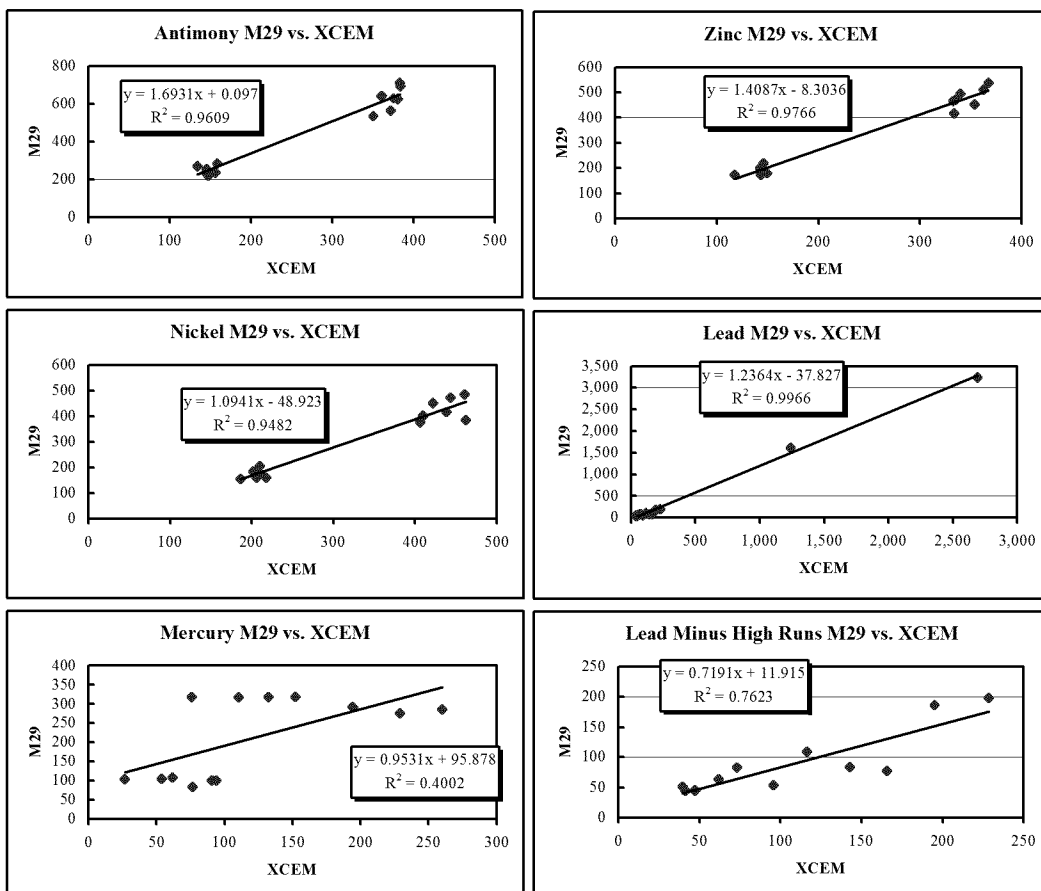 Antimony M29 vs. XCEM
800
600
400
200
0
y = 1.6931x + 0.097
R² = 0.9609
M29
0 100 200 300 400 500
XCEM
Zinc M29 vs. XCEM
600
500
400
300
200
100
0
y = 1.4087x - 8.3036
R² = 0.9766
M29
0 100 200 300 400
XCEM
Nickel M29 vs. XCEM
600
500
400
300
200
100
0
y = 1.0941x - 48.923
R² = 0.9482
M29
0 100 200 300 400 500
XCEM
Lead M29 vs. XCEM
3,500
3,000
2,500
2,000
1,500
1,000
500
0
y = 1.2364x - 37.827
R² = 0.9966
M29
0 500 1,000 1,500 2,000 2,500 3,000
XCEM
Mercury M29 vs. XCEM
400
350
300
250
200
150
100
50
0
y = 0.9531x + 95.878
R² = 0.4002
M29
0 50 100 150 200 250 300
XCEM
Lead Minus High Runs M29 vs. XCEM
250
200
150
100
50
0
y = 0.7191x + 11.915
R² = 0.7623
M29
0 50 100 150 200 250
XCEM